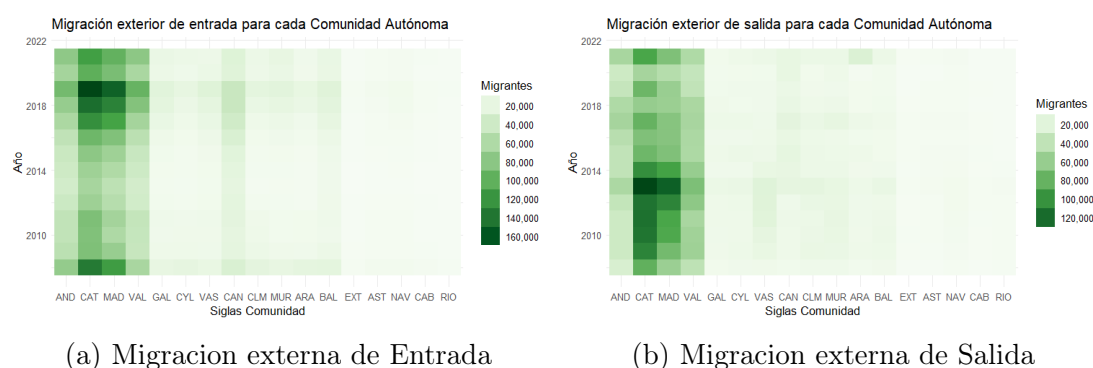 Migración exterior de entrada para cada Comunidad Autónoma
2022
2018
2014
2010
Año
AND CAT MAD VAL GAL CYL VAS CAN CLM MUR ARA BAL EXT AST NAV CAB RIO
Siglas Comunidad
Migrantes
20,000
40,000
60,000
80,000
100,000
120,000
140,000
160,000
(a) Migracion externa de Entrada
Migración exterior de salida para cada Comunidad Autónoma
2022
2018
2014
2010
Año
AND CAT MAD VAL GAL CYL VAS CAN CLM MUR ARA BAL EXT AST NAV CAB RIO
Siglas Comunidad
Migrantes
20,000
40,000
60,000
80,000
100,000
120,000
(b) Migracion externa de Salida